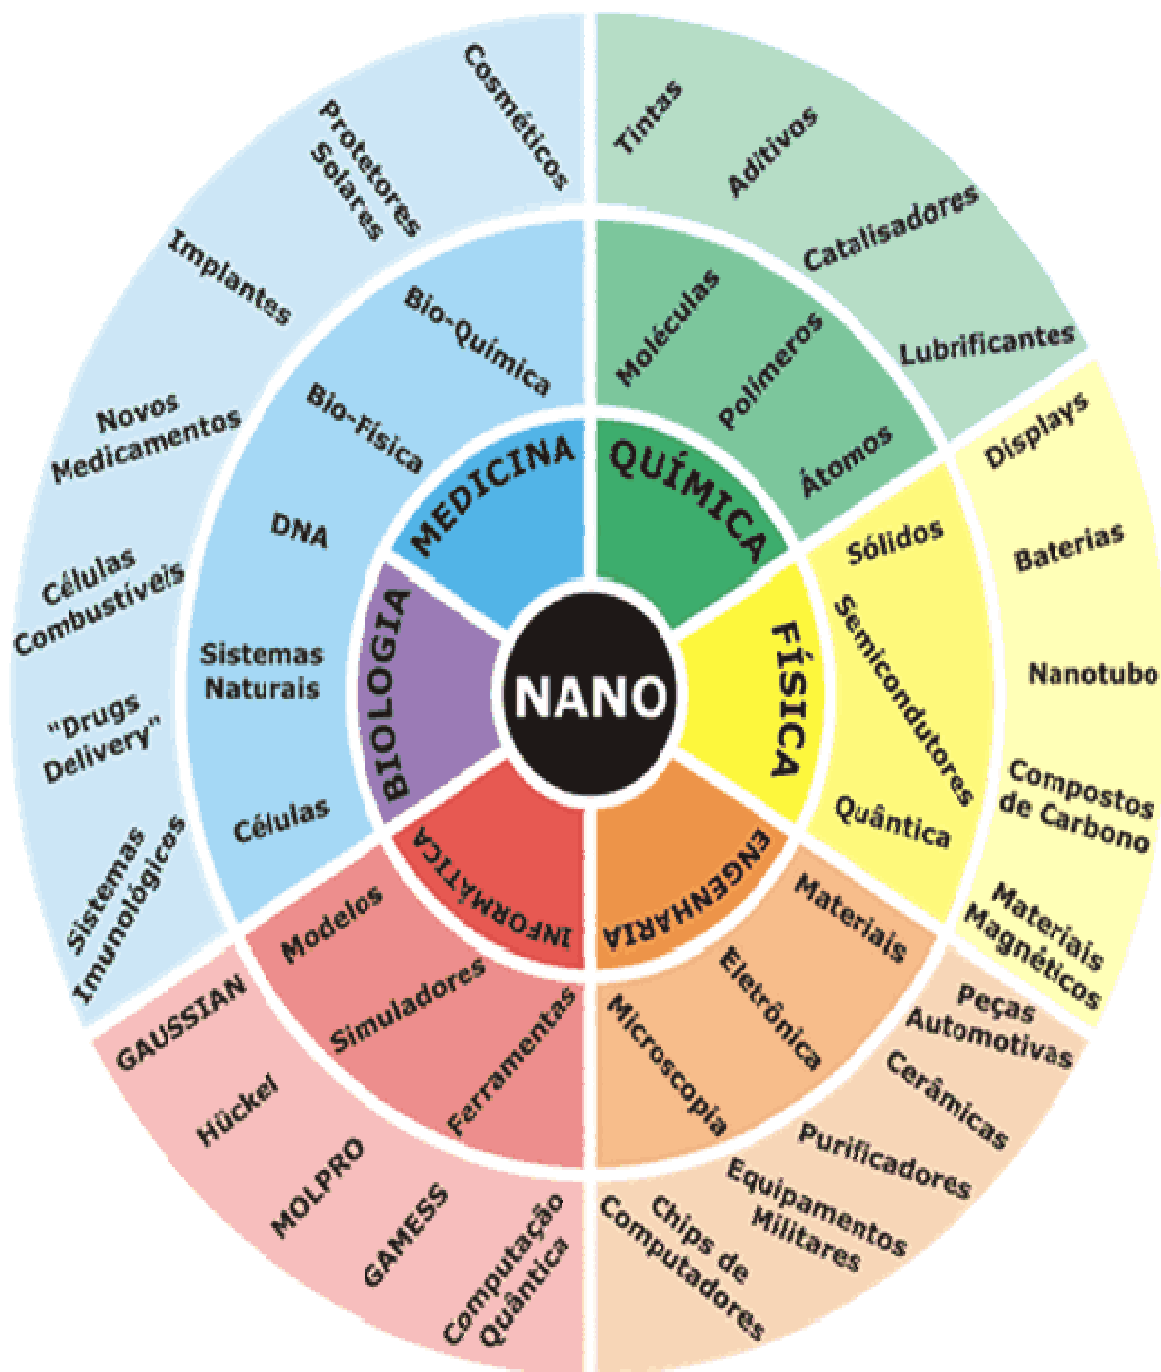 NANO
MEDICINA
QUÍMICA
FÍSICA
ENGENHARIA
INFORMÁTICA
BIOLOGIA
Bio-Química
Bio-Física
DNA
Sistemas
Naturais
Células
Moléculas
Polímeros
Átomos
Sólidos
Semicondutores
Quântica
Materiais
Eletrônica
Microscopia
Ferramentas
Simuladores
Modelos
Cosméticos
Protetores
Solares
Implantes
Novos
Medicamentos
Células
Combustíveis
"Drugs
Delivery"
Sistemas
Imunológicos
Tintas
Aditivos
Catalisadores
Lubrificantes
Displays
Baterias
Nanotubo
Compostos
de Carbono
Materiais
Magnéticos
Peças
Automotivas
Cerâmicas
Purificadores
Equipamentos
Militares
Chips de
Computadores
Computação
Quântica
GAMESS
MOLPRO
Hückel
GAUSSIAN